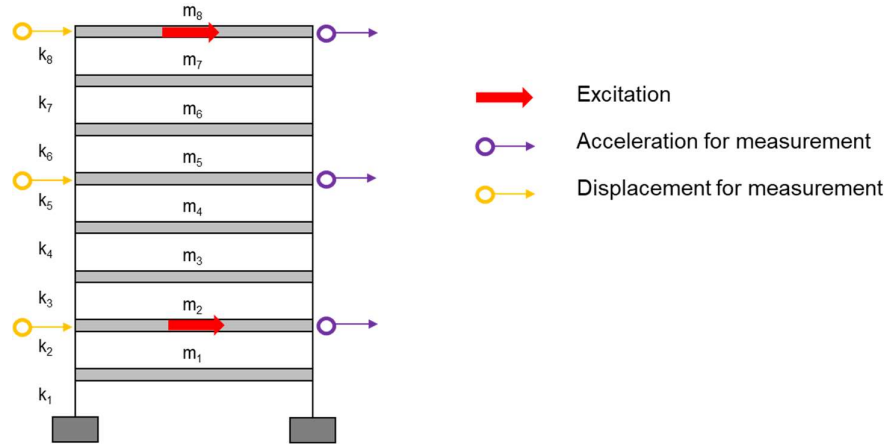 m8
k8
m7
k7
m6
k6
m5
k5
m4
k4
m3
k3
m2
k2
m1
k1
Excitation
Acceleration for measurement
Displacement for measurement